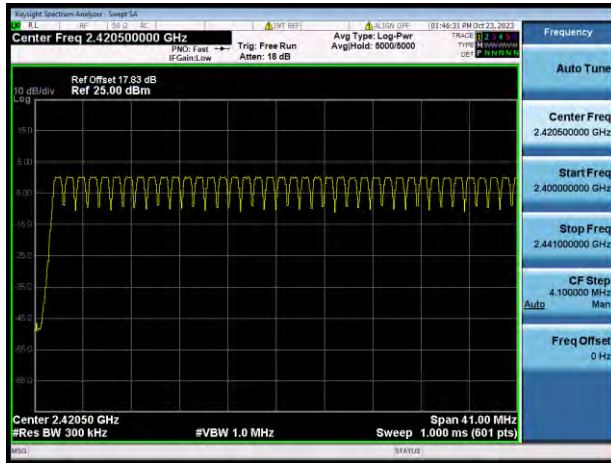 Keysight Spectrum Analyzer - Swept SA
RL RF 50 Ω AC INT REF ALIGN OFF 01:46:31 PM Oct 23, 2023
Center Freq 2.420500000 GHz
PNO: Fast Trig: Free Run
IFGain:Low Atten: 18 dB
Avg Type: Log-Pwr
Avg|Hold: 5000/5000
TRACE 1 2 3 4 5 6
TYPE M WWWWW
DET P N N N N N
Ref Offset 17.83 dB
10 dB/div Ref 25.00 dBm
Log
15.0
5.00
-5.00
-15.0
-25.0
-35.0
-45.0
-55.0
-65.0
Center 2.42050 GHz Span 41.00 MHz
#Res BW 300 kHz #VBW 1.0 MHz Sweep 1.000 ms (601 pts)
MSG STATUS
Frequency
Auto Tune
Center Freq
2.420500000 GHz
Start Freq
2.400000000 GHz
Stop Freq
2.441000000 GHz
CF Step
4.100000 MHz
Auto Man
Freq Offset
0 Hz